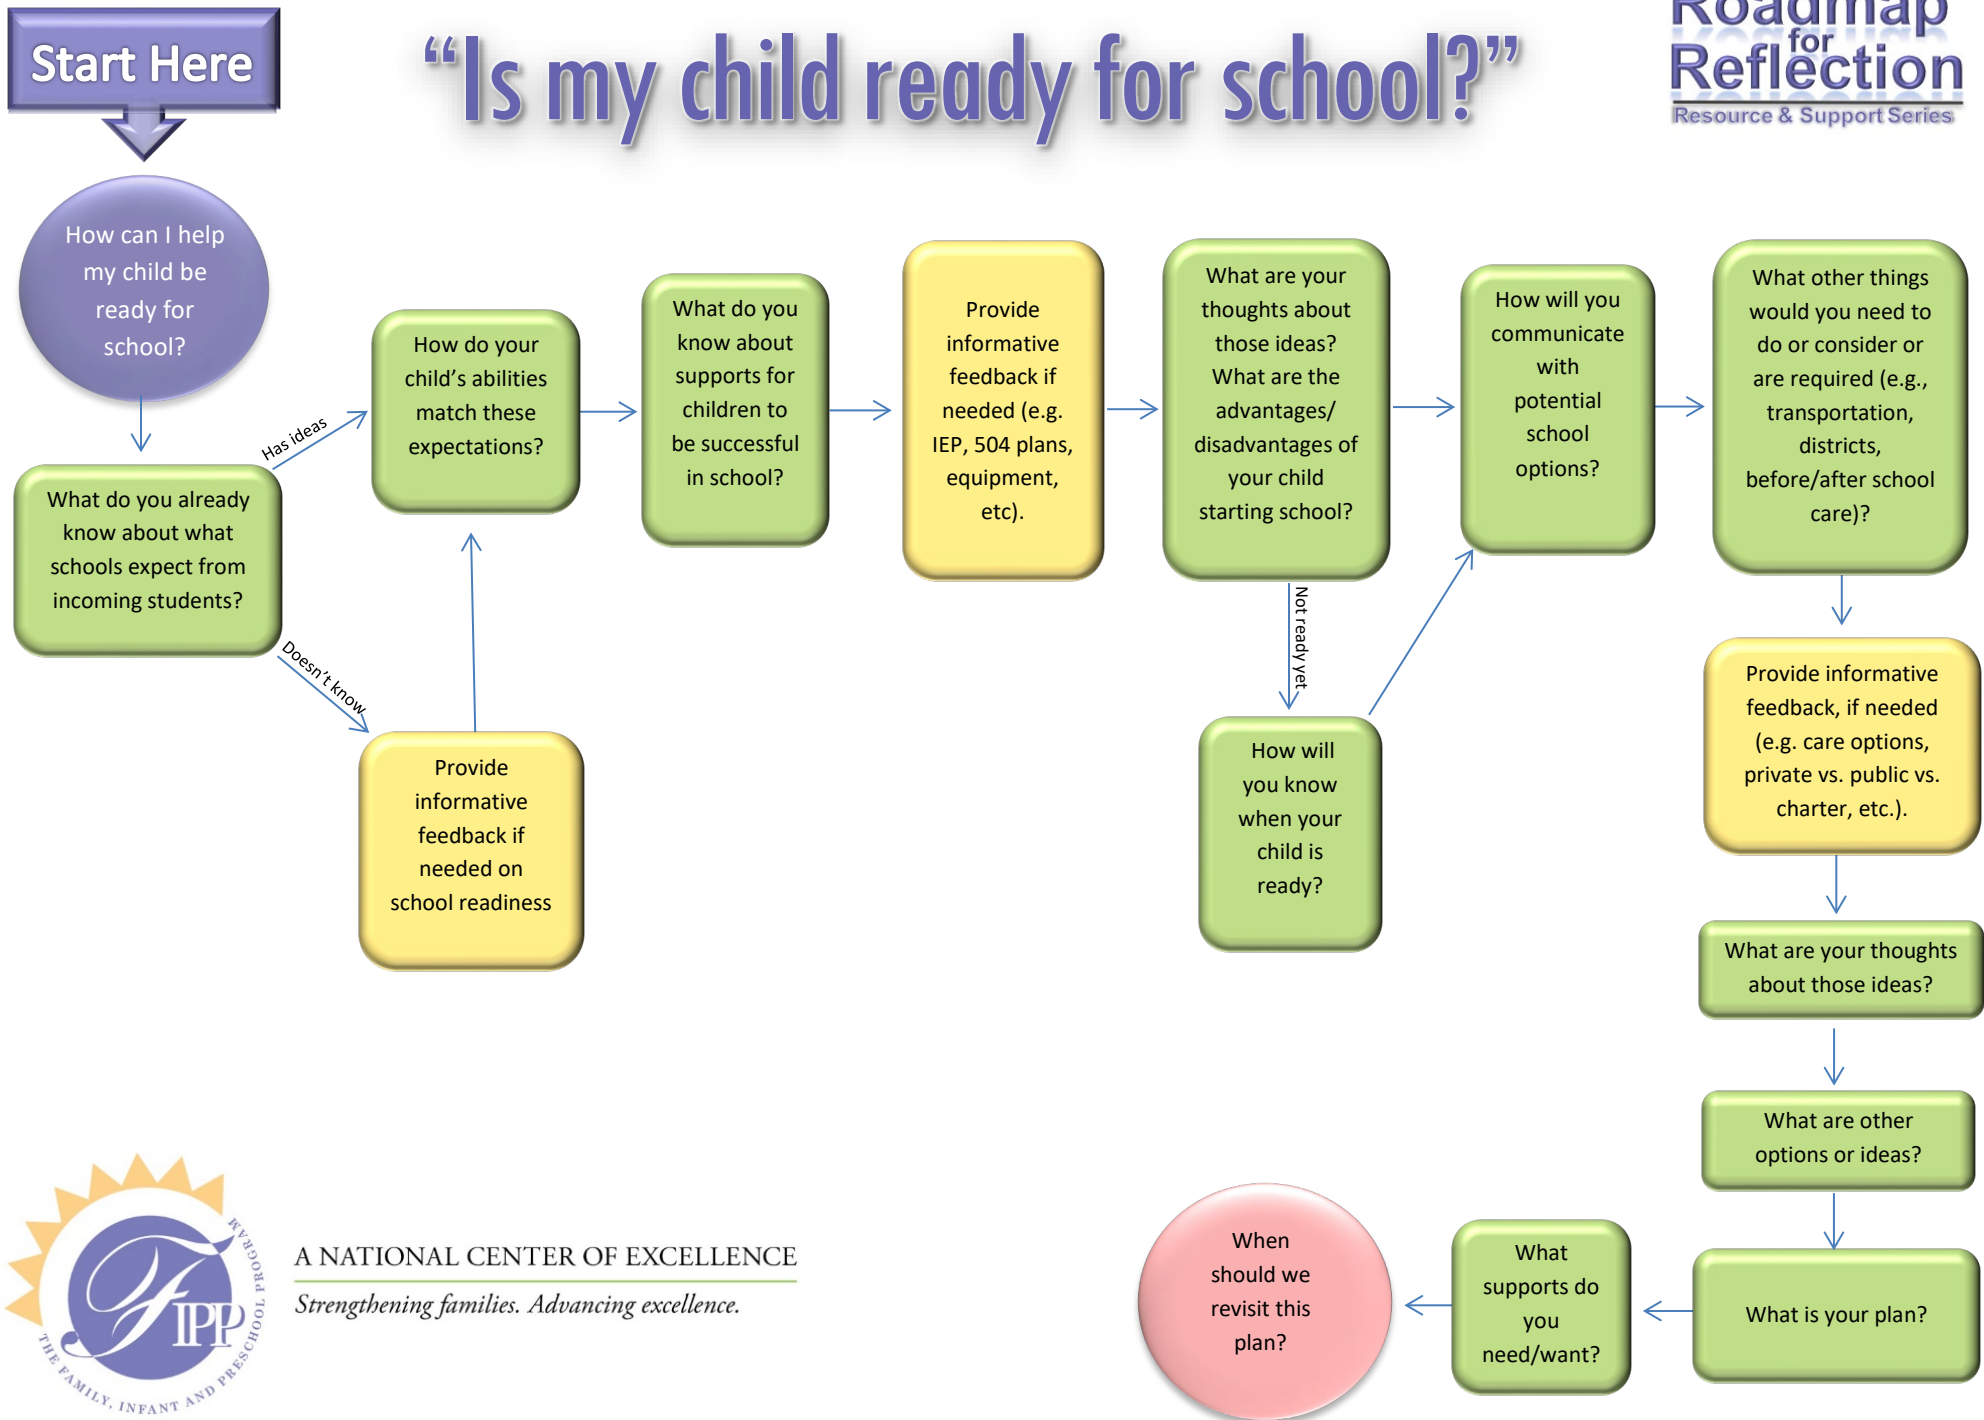 Start Here
“Is my child ready for school?”
Roadmap
for
Reflection
Resource & Support Series
How can I help
my child be
ready for
school?
What do you already
know about what
schools expect from
incoming students?
Has ideas
Doesn’t know
Provide
informative
feedback if
needed on
school readiness
How do your
child’s abilities
match these
expectations?
What do you
know about
supports for
children to
be successful
in school?
Provide
informative
feedback if
needed (e.g.
IEP, 504 plans,
equipment,
etc).
What are your
thoughts about
those ideas?
What are the
advantages/
disadvantages of
your child
starting school?
Not ready yet
How will
you know
when your
child is
ready?
How will you
communicate
with
potential
school
options?
What other things
would you need to
do or consider or
are required (e.g.,
transportation,
districts,
before/after school
care)?
Provide informative
feedback, if needed
(e.g. care options,
private vs. public vs.
charter, etc.).
What are your thoughts
about those ideas?
What are other
options or ideas?
What is your plan?
What
supports do
you
need/want?
When
should we
revisit this
plan?
FIPP
THE FAMILY, INFANT AND PRESCHOOL PROGRAM
A NATIONAL CENTER OF EXCELLENCE
Strengthening families. Advancing excellence.